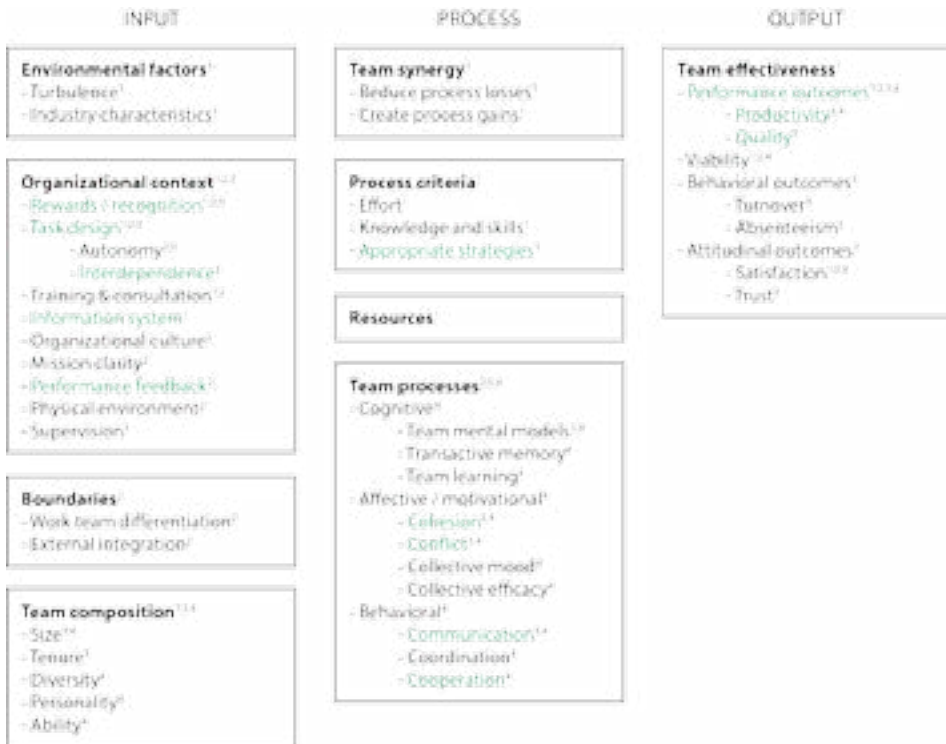 INPUT
Environmental factors
- Turbulence
- Industry characteristics
Organizational context
- Rewards / recognition
- Task design
- Autonomy
- Interdependence
- Training & consultation
- Information system
- Organizational culture
- Mission clarity
- Performance feedback
- Physical environment
- Supervision
Boundaries
- Work team differentiation
- External integration
Team composition
- Size
- Tenure
- Diversity
- Personality
- Ability
PROCESS
Team synergy
- Reduce process losses
- Create process gains
Process criteria
- Effort
- Knowledge and skills
- Appropriate strategies
Resources
Team processes
- Cognitive
- Team mental models
- Transactive memory
- Team learning
- Affective / motivational
- Cohesion
- Conflict
- Collective mood
- Collective efficacy
- Behavioral
- Communication
- Coordination
- Cooperation
OUTPUT
Team effectiveness
- Performance outcomes
- Productivity
- Quality
- Viability
- Behavioral outcomes
- Turnover
- Absenteeism
- Attitudinal outcomes
- Satisfaction
- Trust